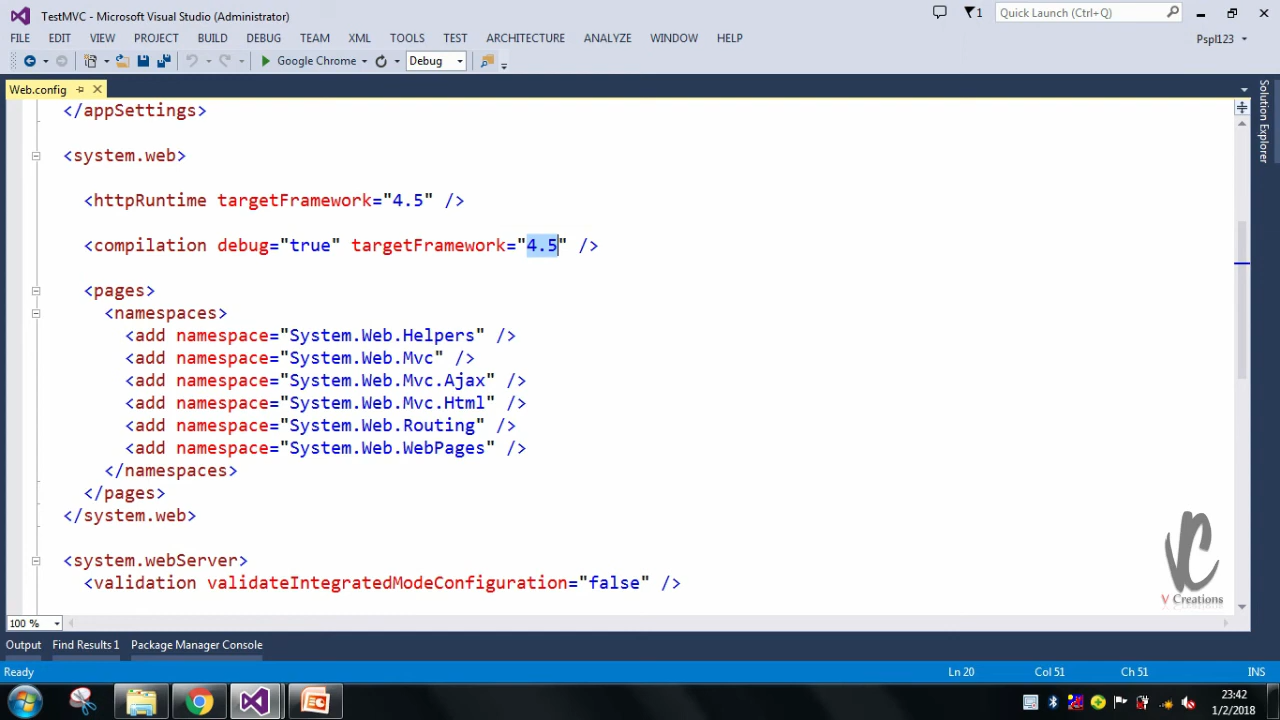 TestMVC - Microsoft Visual Studio (Administrator)
1
Quick Launch (Ctrl+Q)
FILE EDIT VIEW PROJECT BUILD DEBUG TEAM XML TOOLS TEST ARCHITECTURE ANALYZE WINDOW HELP
Pspl123
Google Chrome
Debug
Web.config
Solution Explorer
</appSettings>
<system.web>
<httpRuntime targetFramework="4.5" />
<compilation debug="true" targetFramework="4.5" />
<pages>
<namespaces>
<add namespace="System.Web.Helpers" />
<add namespace="System.Web.Mvc" />
<add namespace="System.Web.Mvc.Ajax" />
<add namespace="System.Web.Mvc.Html" />
<add namespace="System.Web.Routing" />
<add namespace="System.Web.WebPages" />
</namespaces>
</pages>
</system.web>
<system.webServer>
<validation validateIntegratedModeConfiguration="false" />
VC
V Creations
100 %
Output Find Results 1 Package Manager Console
Ready Ln 20 Col 51 Ch 51 INS
23:42
1/2/2018